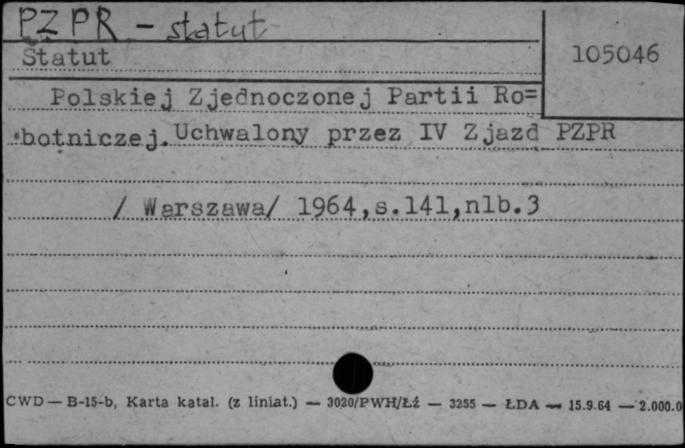 PZPR - statut
Statut
105046
Polskiej Zjednoczonej Partii Ro=
botniczej. Uchwalony przez IV Zjazd PZPR
/ Warszawa/ 1964,s.141,nlb.3
CWD — B-15-b, Karta katal. (z liniat.) — 3020/PWH/Łź — 3255 — ŁDA — 15.9.64 — 2.000.0